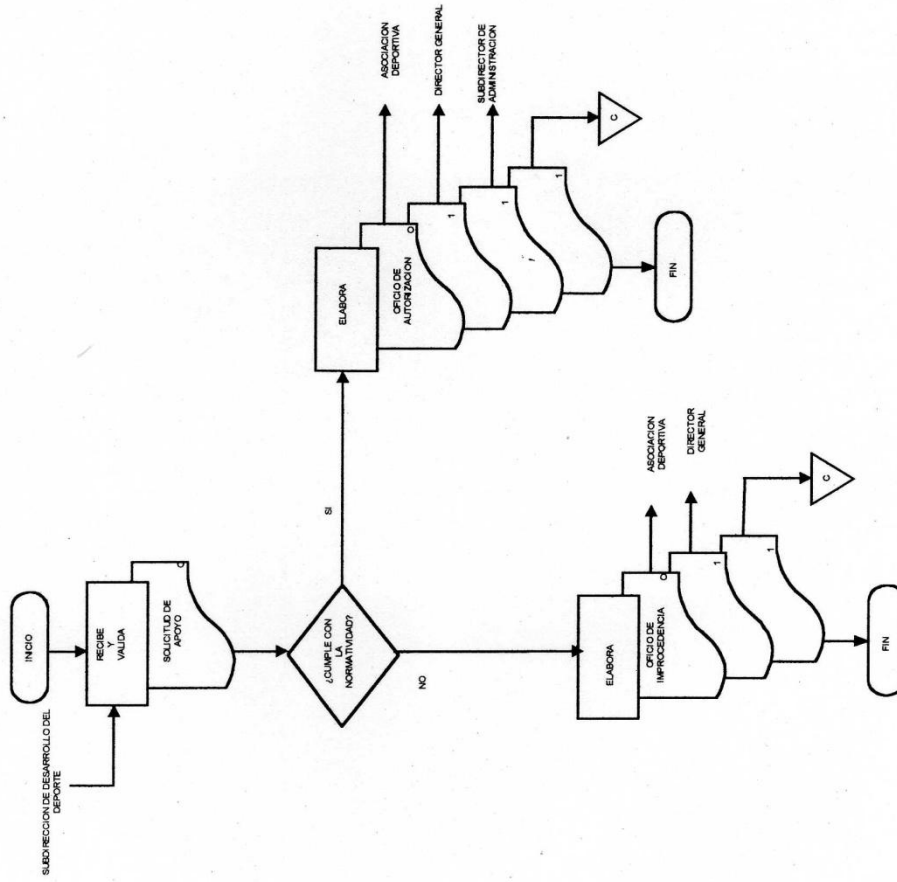 INICIO
SUBDIRECCION DE DESARROLLO DEL
DEPORTE
RECIBE
Y
VALIDA
SOLICITUD DE
APOYO
O
¿CUMPLE CON
LA
NORMATIVIDAD?
SI
NO
ELABORA
OFICIO DE
AUTORIZACION
O
1
1
1
ASOCIACION
DEPORTIVA
DIRECTOR GENERAL
SUBDIRECTOR DE
ADMINISTRACION
C
FIN
ELABORA
OFICIO DE
IMPROCEDENCIA
O
1
1
ASOCIACION
DEPORTIVA
DIRECTOR
GENERAL
C
FIN